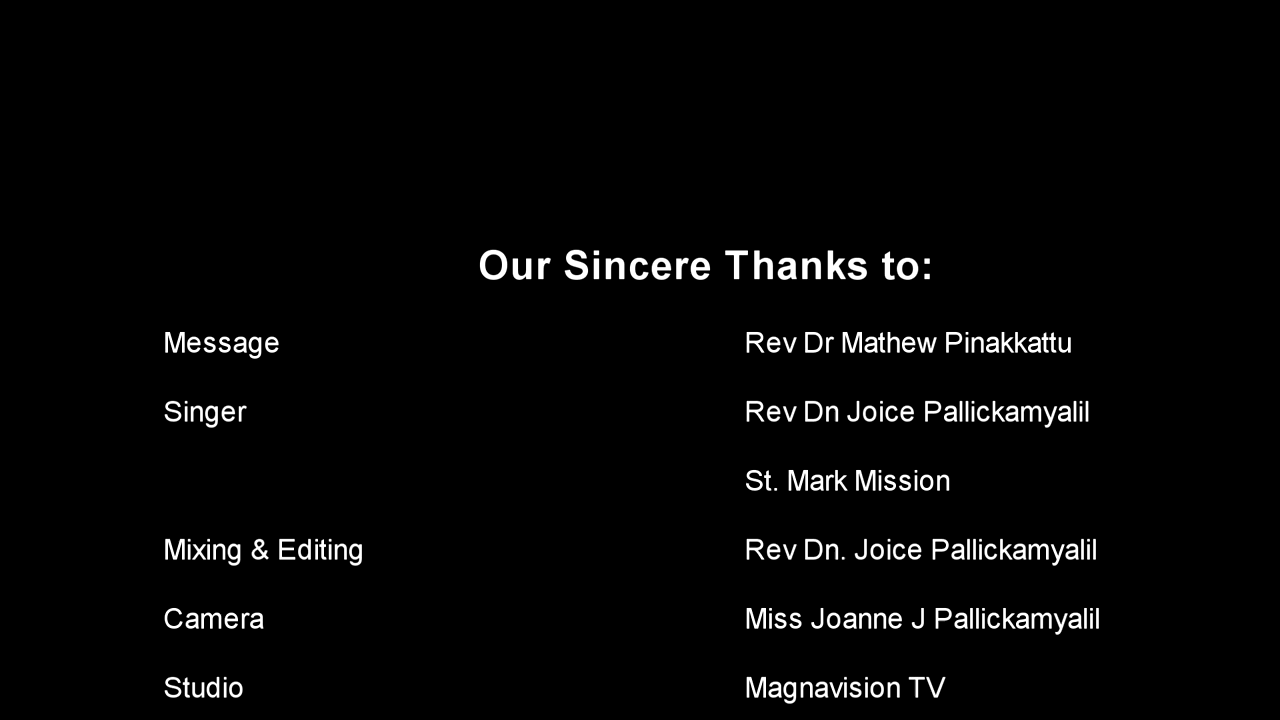 Our Sincere Thanks to:
Message Rev Dr Mathew Pinakkattu
Singer Rev Dn Joice Pallickamyalil
St. Mark Mission
Mixing & Editing Rev Dn. Joice Pallickamyalil
Camera Miss Joanne J Pallickamyalil
Studio Magnavision TV